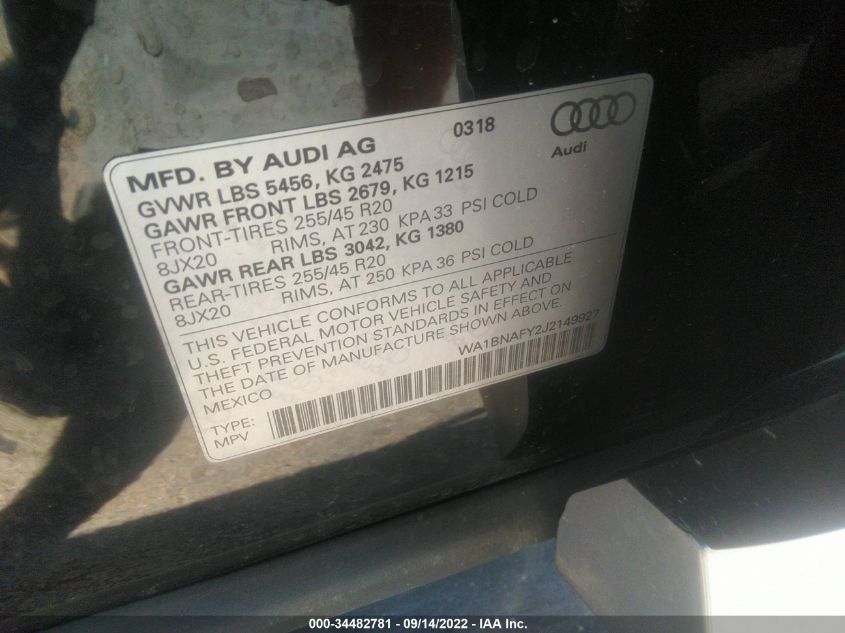 MFD. BY AUDI AG 0318
Audi
GVWR LBS 5456, KG 2475
GAWR FRONT LBS 2679, KG 1215
FRONT-TIRES 255/45 R20
8JX20 RIMS, AT 230 KPA 33 PSI COLD
GAWR REAR LBS 3042, KG 1380
REAR-TIRES 255/45 R20
8JX20 RIMS, AT 250 KPA 36 PSI COLD
THIS VEHICLE CONFORMS TO ALL APPLICABLE
U.S. FEDERAL MOTOR VEHICLE SAFETY AND
THEFT PREVENTION STANDARDS IN EFFECT ON
THE DATE OF MANUFACTURE SHOWN ABOVE.
MEXICO WA1BNAFY2J2149927
TYPE:
MPV
000-34482781 - 09/14/2022 - IAA Inc.